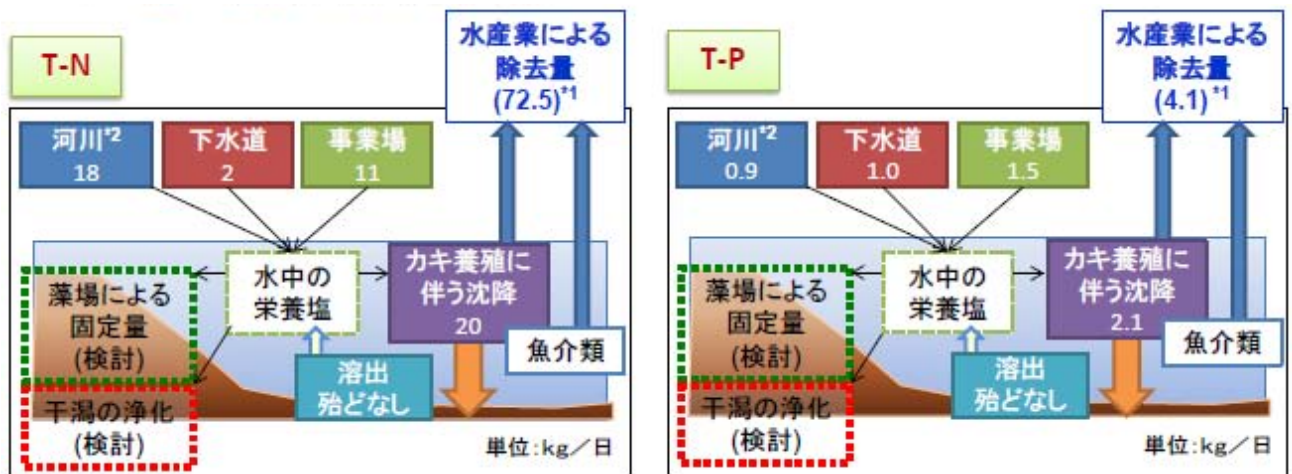 T-N
水産業による
除去量
(72.5)*1
河川*2
18
下水道
2
事業場
11
水中の
栄養塩
カキ養殖に
伴う沈降
20
藻場による
固定量
(検討)
魚介類
溶出
殆どなし
干潟の浄化
(検討)
単位:kg/日
T-P
水産業による
除去量
(4.1)*1
河川*2
0.9
下水道
1.0
事業場
1.5
水中の
栄養塩
カキ養殖に
伴う沈降
2.1
藻場による
固定量
(検討)
魚介類
溶出
殆どなし
干潟の浄化
(検討)
単位:kg/日